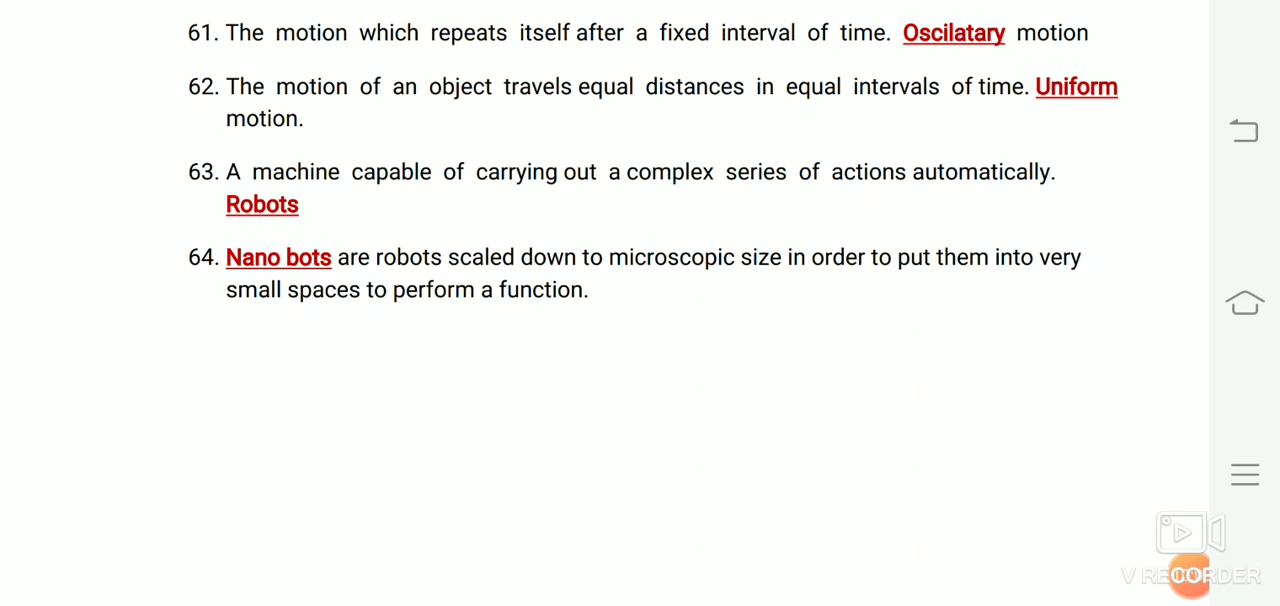 61. The motion which repeats itself after a fixed interval of time. Oscilatary motion
62. The motion of an object travels equal distances in equal intervals of time. Uniform
motion.
63. A machine capable of carrying out a complex series of actions automatically.
Robots
64. Nano bots are robots scaled down to microscopic size in order to put them into very
small spaces to perform a function.
V RECORDER